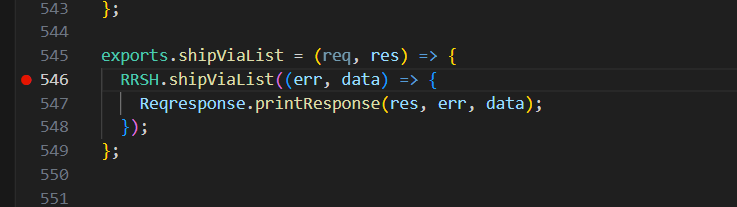 543 };
544
545 exports.shipViaList = (req, res) => {
546 RRSH.shipViaList((err, data) => {
547 Reqresponse.printResponse(res, err, data);
548 });
549 };
550
551